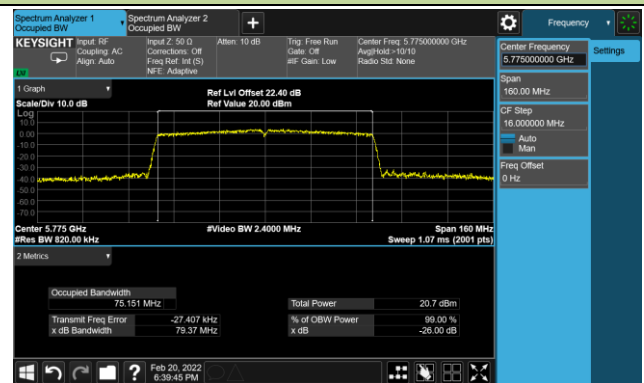 Spectrum Analyzer 1
Occupied BW
Spectrum Analyzer 2
Occupied BW
+
Frequency
KEYSIGHT
Input: RF
Coupling: AC
Align: Auto
Input Z: 50 Ω
Corrections: Off
Freq Ref: Int (S)
NFE: Adaptive
Atten: 10 dB
Trig: Free Run
Gate: Off
#IF Gain: Low
Center Freq: 5.775000000 GHz
Avg|Hold:>10/10
Radio Std: None
Center Frequency
5.775000000 GHz
Settings
Span
160.00 MHz
CF Step
16.000000 MHz
Auto
Man
Freq Offset
0 Hz
1 Graph
Scale/Div 10.0 dB
Ref Lvl Offset 22.40 dB
Ref Value 20.00 dBm
Log
10.0
0.00
-10.0
-20.0
-30.0
-40.0
-50.0
-60.0
-70.0
Center 5.775 GHz
#Res BW 820.00 kHz
#Video BW 2.4000 MHz
Span 160 MHz
Sweep 1.07 ms (2001 pts)
2 Metrics
Occupied Bandwidth
75.151 MHz
Total Power 20.7 dBm
Transmit Freq Error -27.407 kHz
% of OBW Power 99.00 %
x dB Bandwidth 79.37 MHz
x dB -26.00 dB
?
Feb 20, 2022
6:39:45 PM